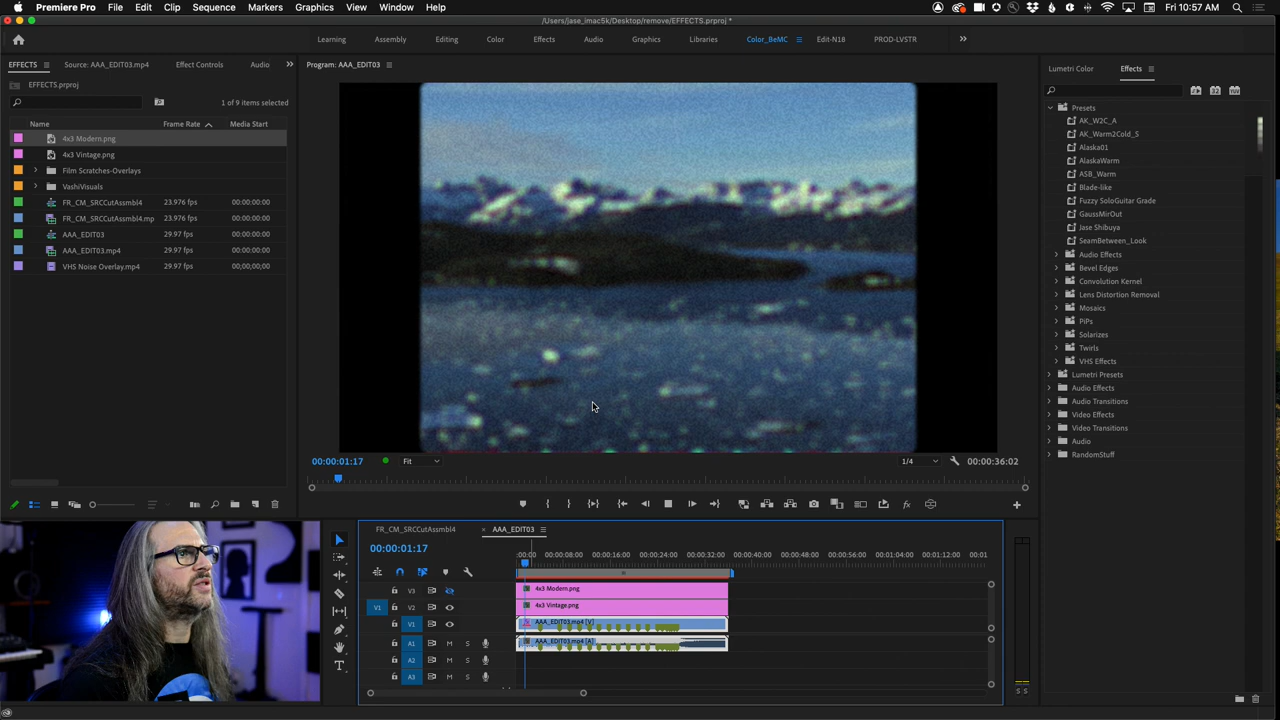 Premiere Pro File Edit Clip Sequence Markers Graphics View Window Help Fri 10:57 AM
/Users/jase_imac5k/Desktop/remove/EFFECTS.prproj *
Learning Assembly Editing Color Effects Audio Graphics Libraries Color_BeMC Edit-N18 PROD-LVSTR
EFFECTS Source: AAA_EDIT03.mp4 Effect Controls Audio
Program: AAA_EDIT03
Lumetri Color Effects
EFFECTS.prproj
1 of 9 items selected
Name Frame Rate Media Start
4x3 Modern.png
4x3 Vintage.png
Film Scratches-Overlays
VashiVisuals
FR_CM_SRCCutAssmbl4 23.976 fps 00:00:00:00
FR_CM_SRCCutAssmbl4.mp 23.976 fps 00:00:00:00
AAA_EDIT03 29.97 fps 00:00:00:00
AAA_EDIT03.mp4 29.97 fps 00:00:00:00
VHS Noise Overlay.mp4 29.97 fps 00;00;00;00
Presets
AK_W2C_A
AK_Warm2Cold_S
Alaska01
AlaskaWarm
ASB_Warm
Blade-like
Fuzzy SoloGuitar Grade
GaussMirOut
Jase Shibuya
SeamBetween_Look
Audio Effects
Bevel Edges
Convolution Kernel
Lens Distortion Removal
Mosaics
PiPs
Solarizes
Twirls
VHS Effects
Lumetri Presets
Audio Effects
Audio Transitions
Video Effects
Video Transitions
Audio
RandomStuff
00:00:01:17 Fit 1/4 00:00:36:02
FR_CM_SRCCutAssmbl4 × AAA_EDIT03
00:00:01:17
:00:00 00:00:08:00 00:00:16:00 00:00:24:00 00:00:32:00 00:00:40:00 00:00:48:00 00:00:56:00 00:01:04:00 00:01:12:00 00:01
V3 4x3 Modern.png
V1 V2 4x3 Vintage.png
V1 AAA_EDIT03.mp4 [V]
A1 M S AAA_EDIT03.mp4 [A]
A2 M S
A3 M S
S S